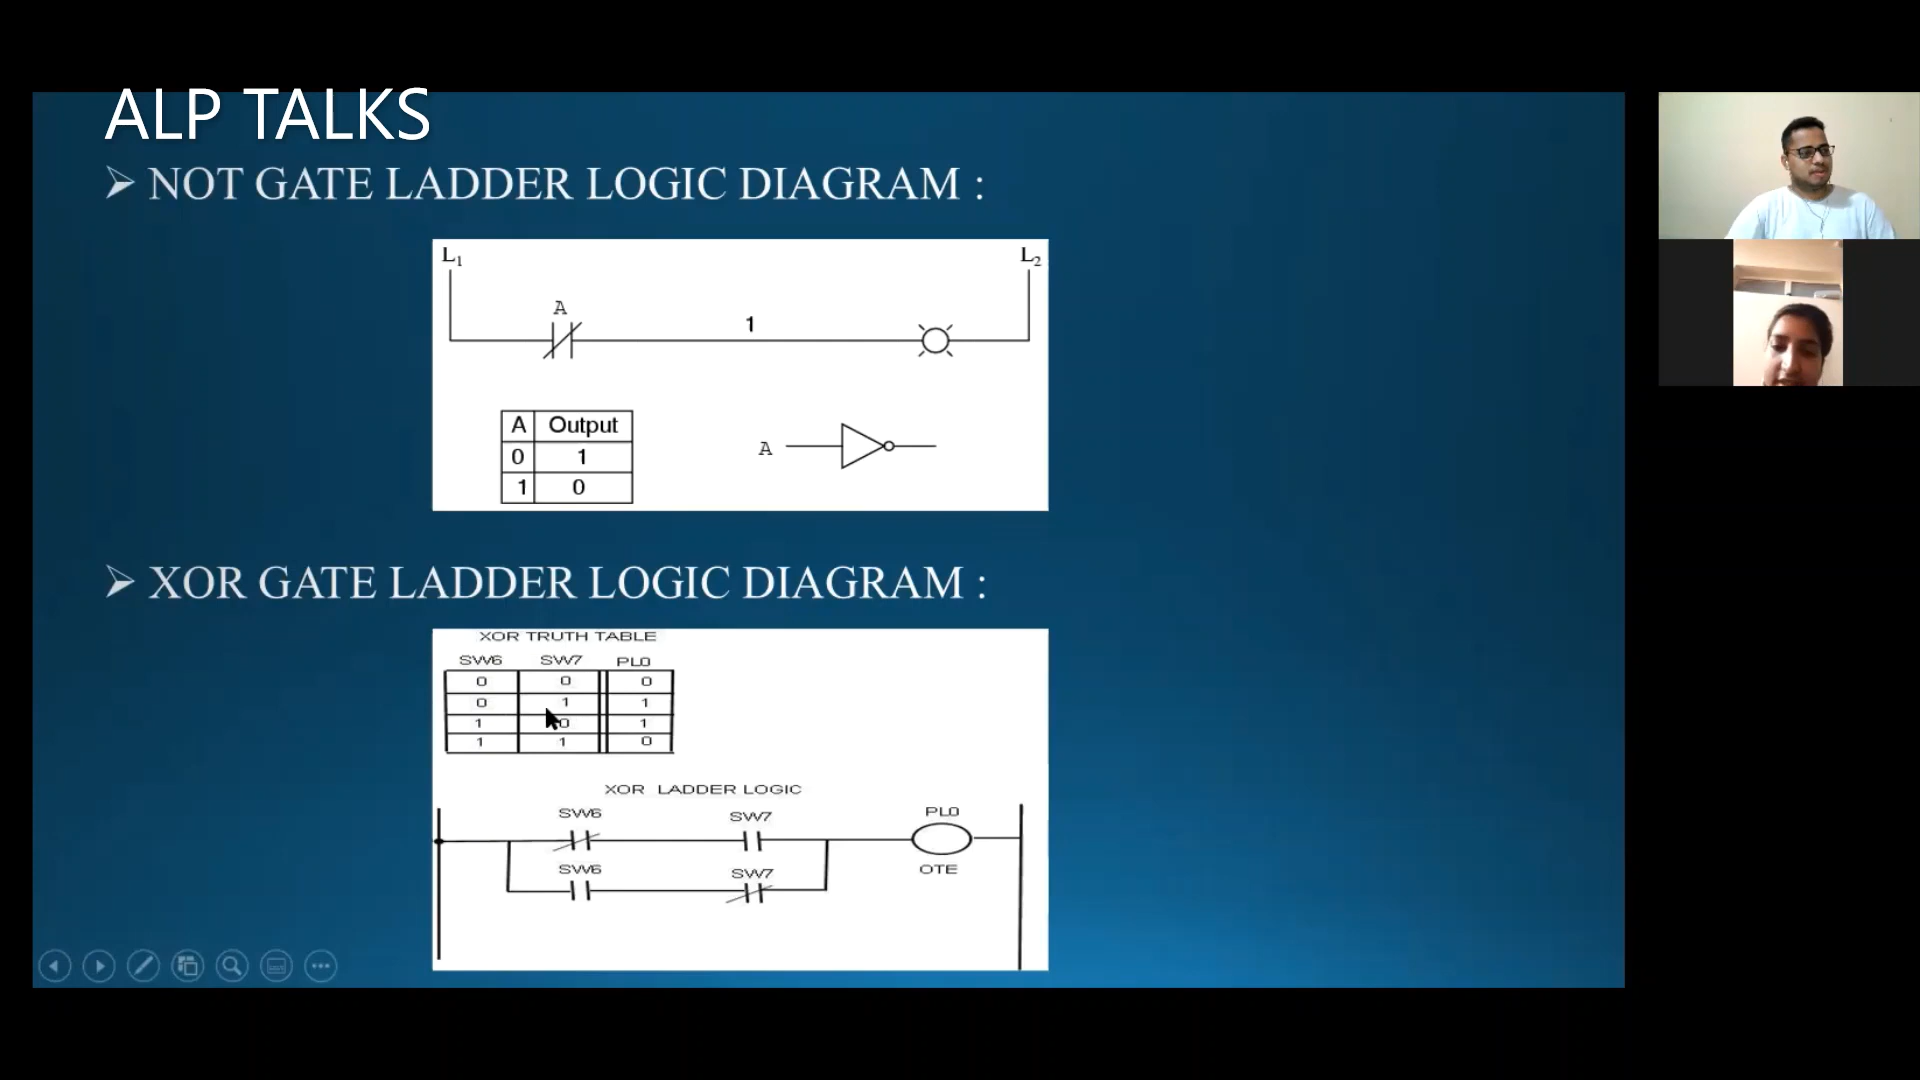 ALP TALKS
➢ NOT GATE LADDER LOGIC DIAGRAM :
L1 L2
A
1
A Output
0 1
1 0
A
➢ XOR GATE LADDER LOGIC DIAGRAM :
XOR TRUTH TABLE
SW6 SW7 PL0
0 0 0
0 1 1
1 0 1
1 1 0
XOR LADDER LOGIC
SW6 SW7 PL0
SW6 SW7 OTE